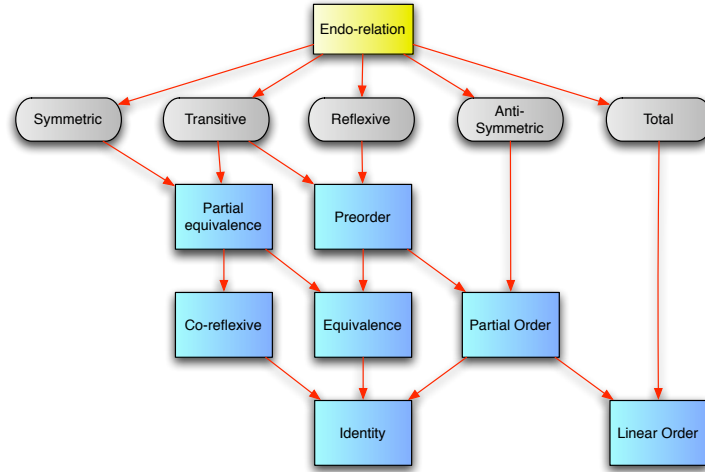 Endo-relation
Symmetric
Transitive
Reflexive
Anti-
Symmetric
Total
Partial
equivalence
Preorder
Co-reflexive
Equivalence
Partial Order
Identity
Linear Order